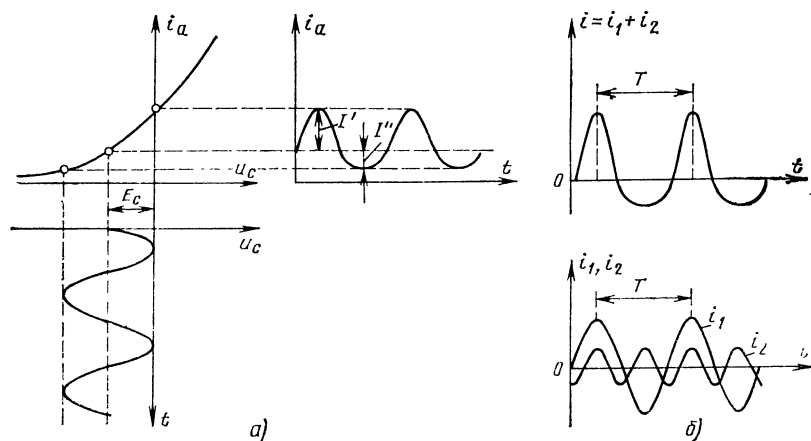 i_a
i_a
I'
I"
u_c
t
E_c
u_c
t
а)
i = i_1 + i_2
T
0
t
i_1, i_2
T
i_1
i_2
0
б)